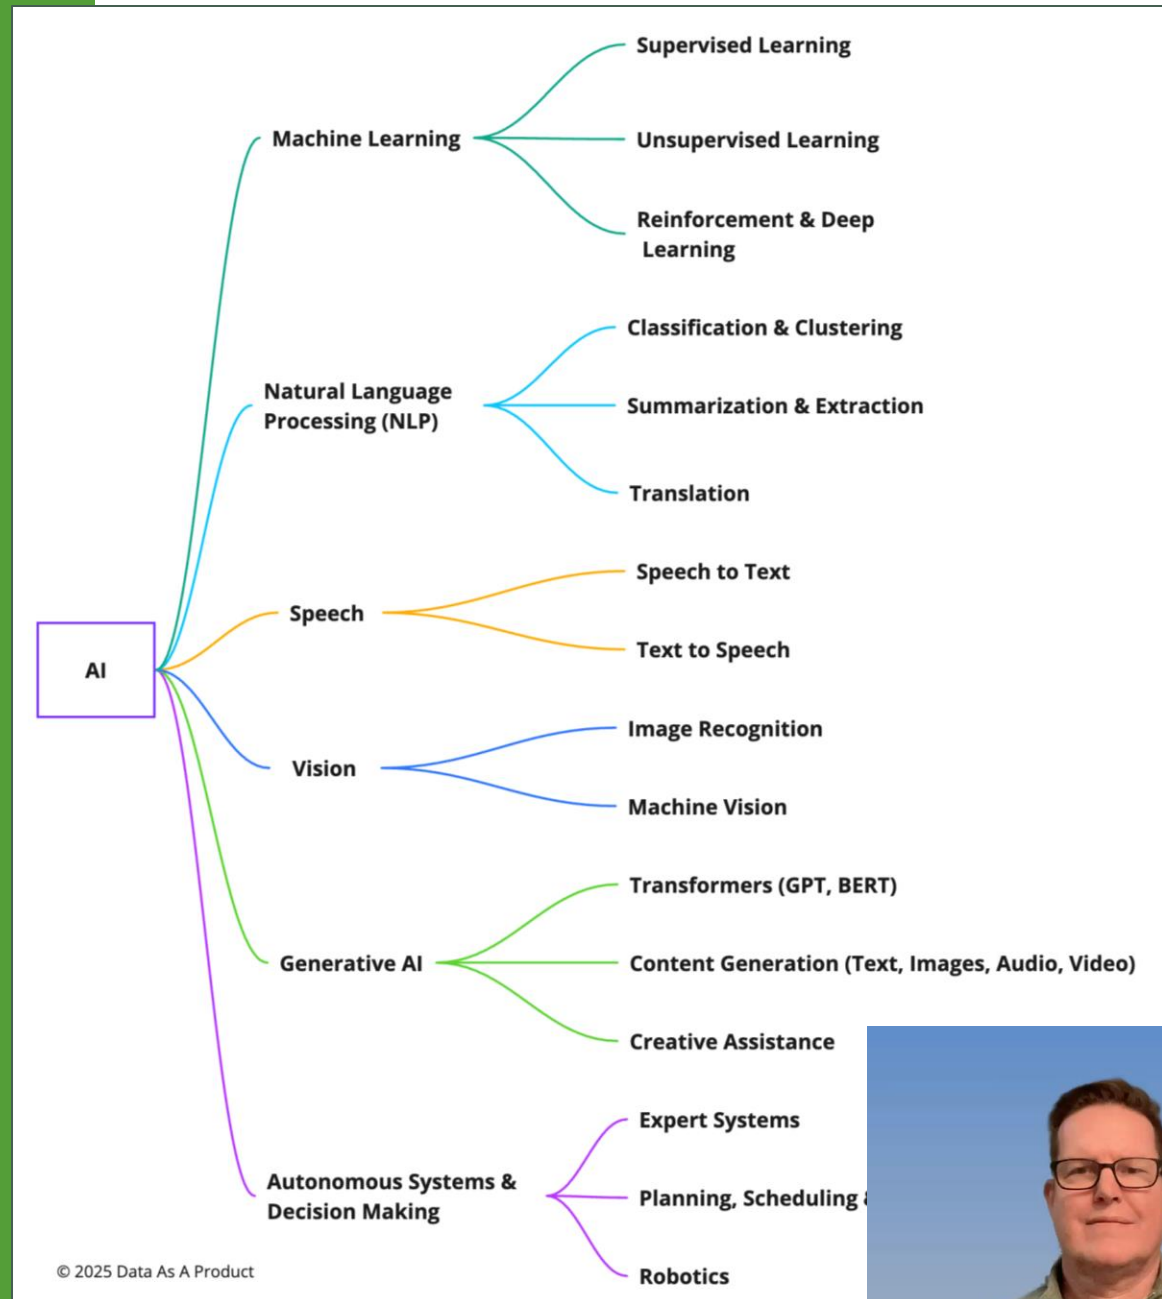 Supervised Learning
Machine Learning
Unsupervised Learning
Reinforcement & Deep
Learning
Classification & Clustering
Natural Language
Processing (NLP)
Summarization & Extraction
Translation
Speech to Text
Speech
Text to Speech
AI
Image Recognition
Vision
Machine Vision
Transformers (GPT, BERT)
Generative AI
Content Generation (Text, Images, Audio, Video)
Creative Assistance
Expert Systems
Autonomous Systems &
Decision Making
Planning, Scheduling
Robotics
© 2025 Data As A Product